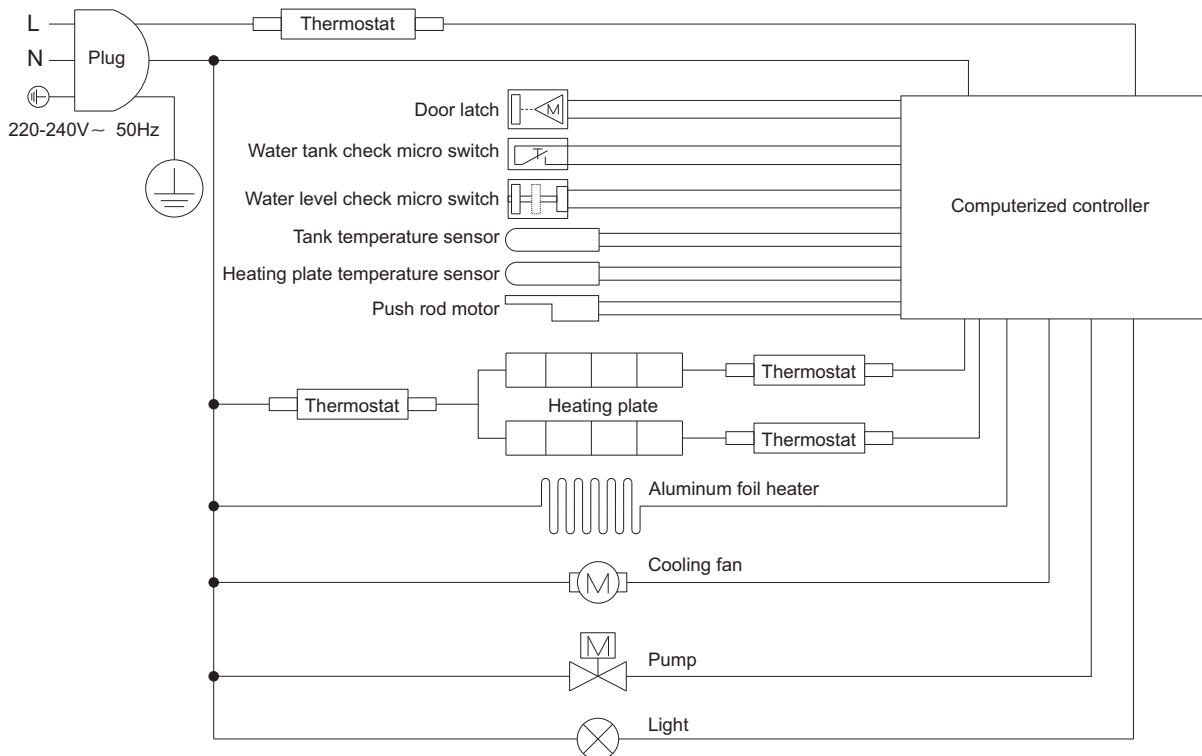 L
Thermostat
N
Plug
220-240V~ 50Hz
Door latch
M
Water tank check micro switch
Water level check micro switch
Computerized controller
Tank temperature sensor
Heating plate temperature sensor
Push rod motor
Thermostat
Thermostat
Heating plate
Thermostat
Aluminum foil heater
Cooling fan
M
M
Pump
Light